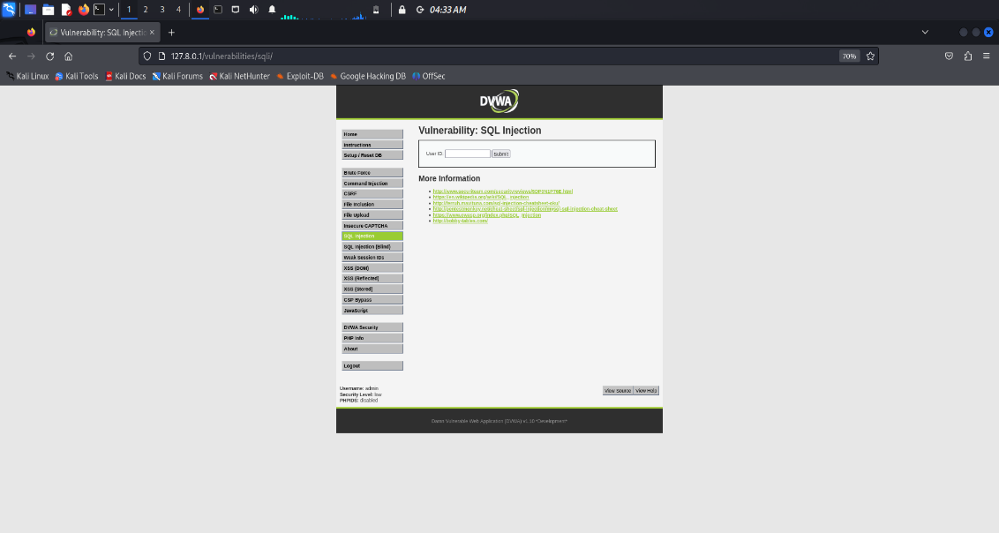 1 2 3 4 04:33 AM
Vulnerability: SQL Injectio
127.8.0.1/vulnerabilities/sqli/ 70%
Kali Linux Kali Tools Kali Docs Kali Forums Kali NetHunter Exploit-DB Google Hacking DB OffSec
DVWA
Home
Instructions
Setup / Reset DB
Brute Force
Command Injection
CSRF
File Inclusion
File Upload
Insecure CAPTCHA
SQL Injection
SQL Injection (Blind)
Weak Session IDs
XSS (DOM)
XSS (Reflected)
XSS (Stored)
CSP Bypass
JavaScript
DVWA Security
PHP Info
About
Logout
Vulnerability: SQL Injection
User ID: Submit
More Information
http://www.securiteam.com/securityreviews/5DP0N1P76E.html
https://en.wikipedia.org/wiki/SQL_injection
http://ferruh.mavituna.com/sql-injection-cheatsheet-oku/
http://pentestmonkey.net/cheat-sheet/sql-injection/mysql-sql-injection-cheat-sheet
https://www.owasp.org/index.php/SQL_Injection
http://bobby-tables.com/
Username: admin
Security Level: low
PHPIDS: disabled
View Source View Help
Damn Vulnerable Web Application (DVWA) v1.10 *Development*